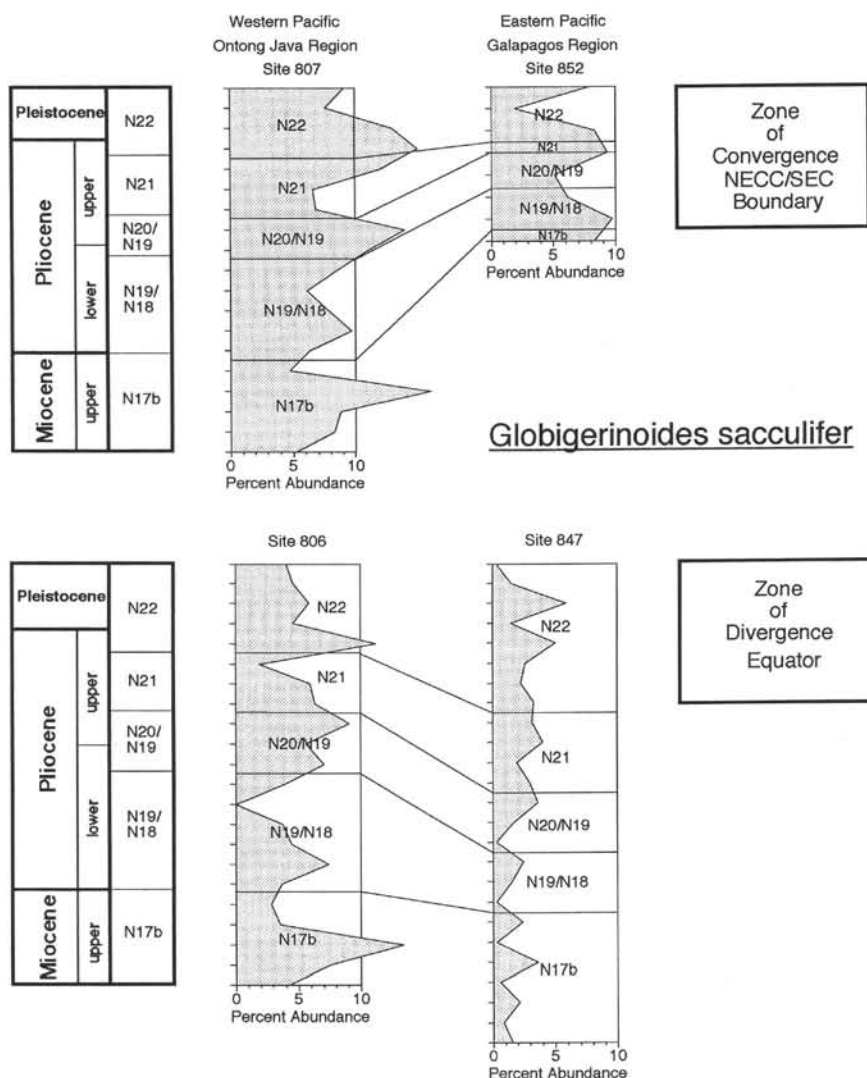 Western Pacific
Ontong Java Region
Site 807
Eastern Pacific
Galapagos Region
Site 852
Pleistocene
Pliocene
Miocene
upper
lower
upper
N22
N21
N20/
N19
N19/
N18
N17b
N22
N21
N20/N19
N19/N18
N17b
0 5 10
Percent Abundance
N22
N21
N20/N19
N19/N18
N17b
0 5 10
Percent Abundance
Zone
of
Convergence
NECC/SEC
Boundary
Globigerinoides sacculifer
Site 806
Site 847
Pleistocene
Pliocene
Miocene
upper
lower
upper
N22
N21
N20/
N19
N19/
N18
N17b
N22
N21
N20/N19
N19/N18
N17b
0 5 10
Percent Abundance
N22
N21
N20/N19
N19/N18
N17b
0 5 10
Percent Abundance
Zone
of
Divergence
Equator